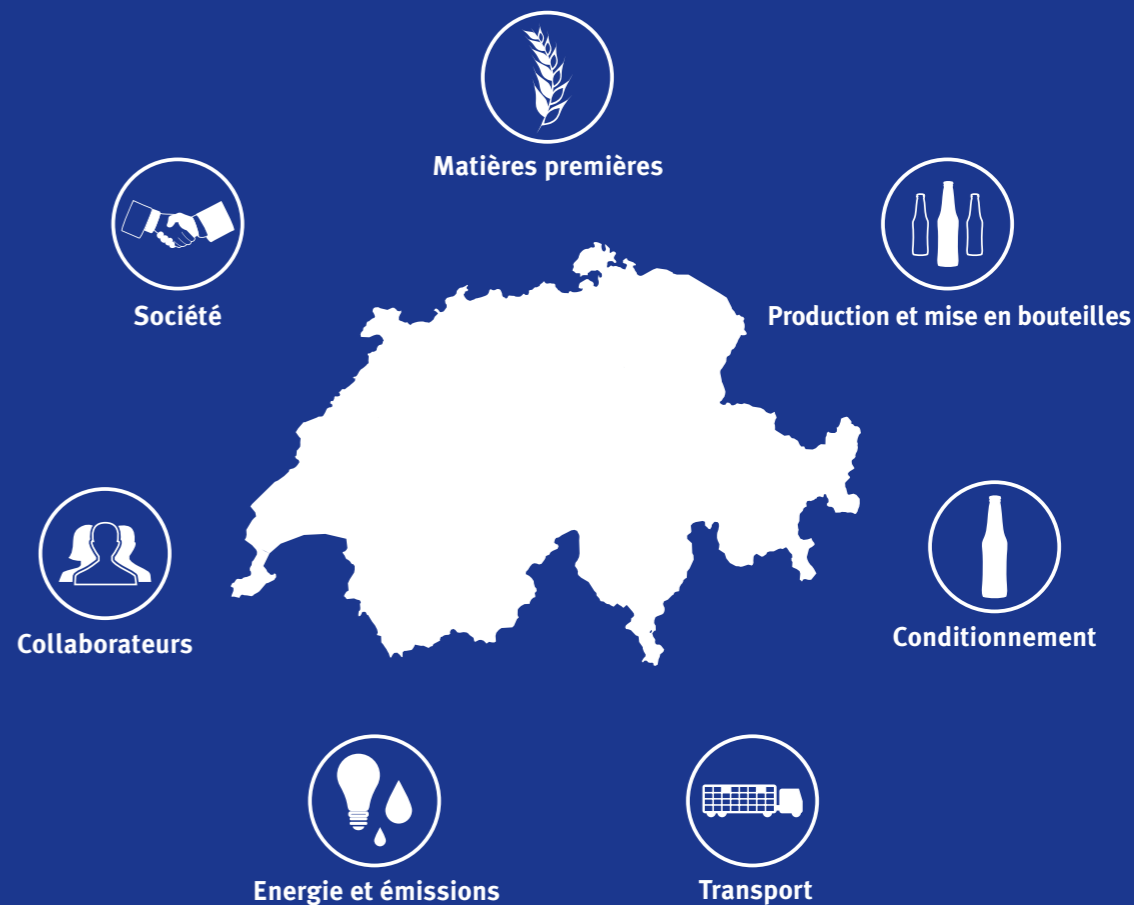 Matières premières
Société
Production et mise en bouteilles
Collaborateurs
Conditionnement
Energie et émissions
Transport